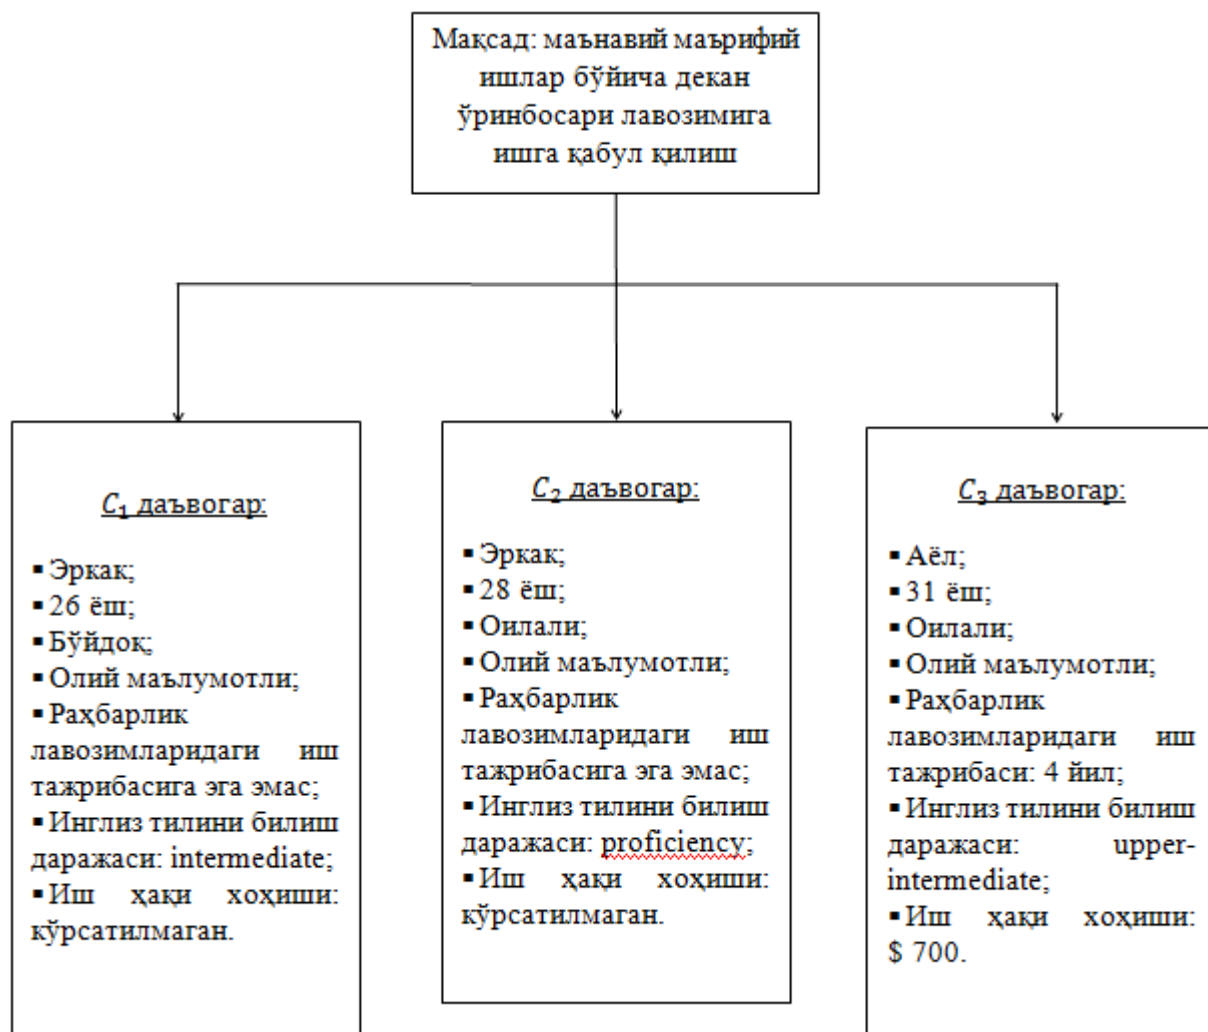 Мақсад: маънавий маърифий
ишлар бўйича декан
ўринбосари лавозимига
ишга қабул қилиш
C₁ даъвогар:
▪ Эркак;
▪ 26 ёш;
▪ Бўйдоқ;
▪ Олий маълумотли;
▪ Раҳбарлик
лавозимларидаги иш
тажрибасига эга эмас;
▪ Инглиз тилини билиш
даражаси: intermediate;
▪ Иш ҳақи хоҳиши:
кўрсатилмаган.
C₂ даъвогар:
▪ Эркак;
▪ 28 ёш;
▪ Оилали;
▪ Олий маълумотли;
▪ Раҳбарлик
лавозимларидаги иш
тажрибасига эга эмас;
▪ Инглиз тилини билиш
даражаси: proficiency;
▪ Иш ҳақи хоҳиши:
кўрсатилмаган.
C₃ даъвогар:
▪ Аёл;
▪ 31 ёш;
▪ Оилали;
▪ Олий маълумотли;
▪ Раҳбарлик
лавозимларидаги иш
тажрибаси: 4 йил;
▪ Инглиз тилини билиш
даражаси: upper-
intermediate;
▪ Иш ҳақи хоҳиши:
$ 700.